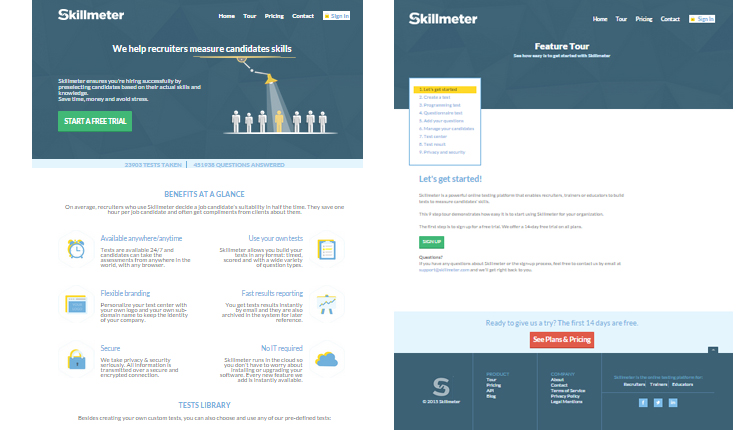 Skillmeter
Home Tour Pricing Contact Sign in
We help recruiters measure candidates skills
Skillmeter ensures you're hiring successfully by
preselecting candidates based on their actual skills and
knowledge.
Save time, money and avoid stress.
START A FREE TRIAL
TESTS TAKEN | QUESTIONS ANSWERED
BENEFITS AT A GLANCE
On average, recruiters who use Skillmeter decide a job candidate's suitability in half the time. They save one
hour per job candidate and often get compliments from clients about them.
Available anywhere/anytime
Tests are available 24/7 and
candidates can take the
assessments from anywhere in the
world, with any browser.
Use your own tests
Skillmeter allows you build your
tests in any format: timed,
scored and with a wide variety
of question types.
Flexible branding
Personalize your test center with
your own logo and your own sub-
domain name to keep the identity
of your company.
Fast results reporting
You get tests results instantly
by email and they are also
archived in the system for later
reference.
Secure
We take privacy & security
seriously. All information is
transmitted over a secure and
encrypted connection.
No IT required
Skillmeter runs in the cloud so
you don't have to worry about
installing or upgrading your
software. Every new feature we
add is instantly available.
TESTS LIBRARY
Besides creating your own custom tests, you can also choose and use any of our pre-defined tests:
Skillmeter
Home Tour Pricing Contact Sign in
Feature Tour
See how easy is to get started with Skillmeter
1. Let's get started
2. Create a test
3. Programming test
4. Questionnaire test
5. Add your questions
6. Manage your candidates
7. Test center
8. Test result
9. Privacy and security
Let's get started!
Skillmeter is a powerful online testing platform that enables recruiters, trainers or educators to build
tests to measure candidates' skills.
This 9 step tour demonstrates how easy it is to start using Skillmeter for your organization.
The first step is to sign up for a free trial. We offer a 14-day free trial on all plans.
SIGN UP
Questions?
If you have any questions about Skillmeter or the signup process, feel free to contact us by email at
support@skillmeter.com and we'll get right back to you.
Ready to give us a try? The first 14 days are free.
See Plans & Pricing
© 2013 Skillmeter
PRODUCT
Tour
Pricing
API
Blog
COMPANY
About
Contact
Terms of Service
Privacy Policy
Legal Mentions
Skillmeter is the online testing platform for:
Recruiters Trainers Educators